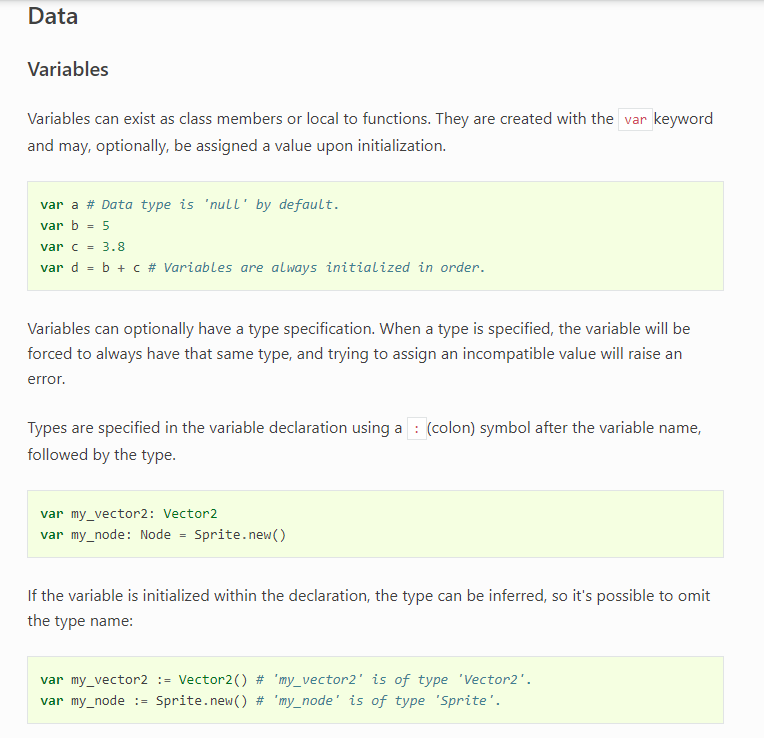 Data
Variables
Variables can exist as class members or local to functions. They are created with the var keyword
and may, optionally, be assigned a value upon initialization.
var a # Data type is 'null' by default.
var b = 5
var c = 3.8
var d = b + c # Variables are always initialized in order.
Variables can optionally have a type specification. When a type is specified, the variable will be
forced to always have that same type, and trying to assign an incompatible value will raise an
error.
Types are specified in the variable declaration using a : (colon) symbol after the variable name,
followed by the type.
var my_vector2: Vector2
var my_node: Node = Sprite.new()
If the variable is initialized within the declaration, the type can be inferred, so it's possible to omit
the type name:
var my_vector2 := Vector2() # 'my_vector2' is of type 'Vector2'.
var my_node := Sprite.new() # 'my_node' is of type 'Sprite'.